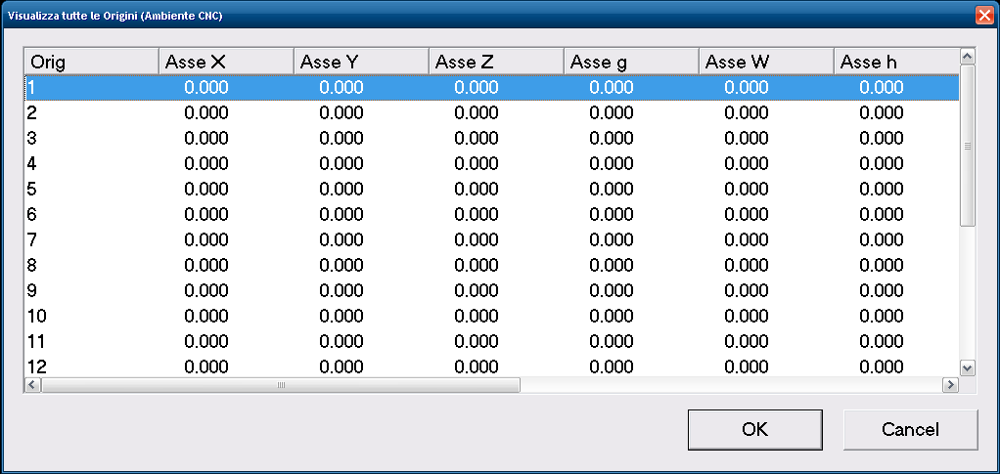 Visualizza tutte le Origini (Ambiente CNC)
Orig Asse X Asse Y Asse Z Asse g Asse W Asse h
1 0.000 0.000 0.000 0.000 0.000 0.000
2 0.000 0.000 0.000 0.000 0.000 0.000
3 0.000 0.000 0.000 0.000 0.000 0.000
4 0.000 0.000 0.000 0.000 0.000 0.000
5 0.000 0.000 0.000 0.000 0.000 0.000
6 0.000 0.000 0.000 0.000 0.000 0.000
7 0.000 0.000 0.000 0.000 0.000 0.000
8 0.000 0.000 0.000 0.000 0.000 0.000
9 0.000 0.000 0.000 0.000 0.000 0.000
10 0.000 0.000 0.000 0.000 0.000 0.000
11 0.000 0.000 0.000 0.000 0.000 0.000
12 0.000 0.000 0.000 0.000 0.000 0.000
OK Cancel